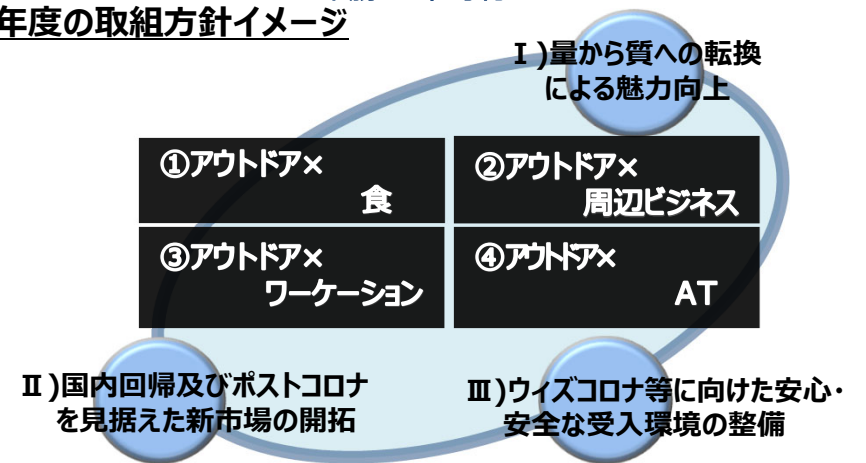 年度の取組方針イメージ
Ⅰ)量から質への転換
による魅力向上
①アウトドア×
食
②アウトドア×
周辺ビジネス
③アウトドア×
ワーケーション
④アウトドア×
AT
Ⅱ)国内回帰及びポストコロナ
を見据えた新市場の開拓
Ⅲ)ウィズコロナ等に向けた安心・
安全な受入環境の整備